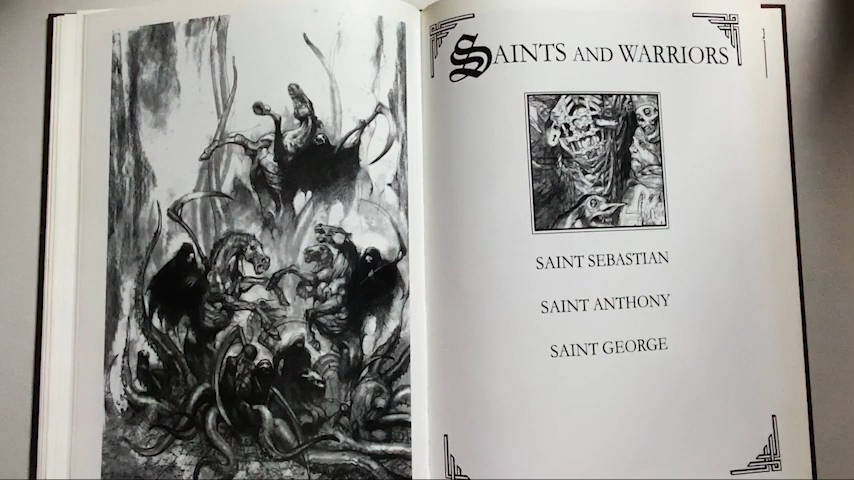 SAINTS AND WARRIORS
SAINT SEBASTIAN
SAINT ANTHONY
SAINT GEORGE